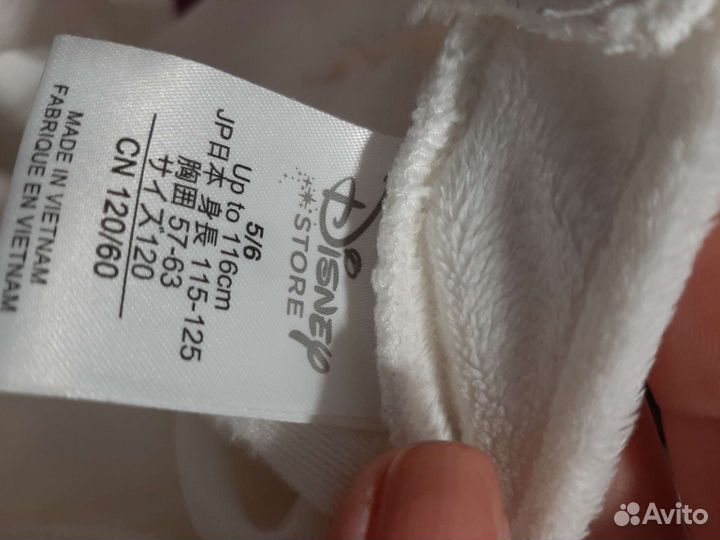 Disney
STORE
5/6
Up to 116cm
JP日本 身長 115-125
胸囲 57-63
サイズ120
CN 120/60
MADE IN VIETNAM
FABRIQUE EN VIETNAM
Avito